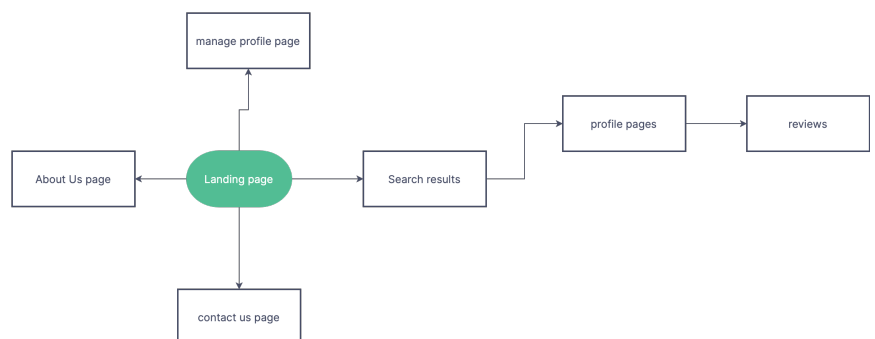 manage profile page
profile pages
reviews
About Us page
Landing page
Search results
contact us page